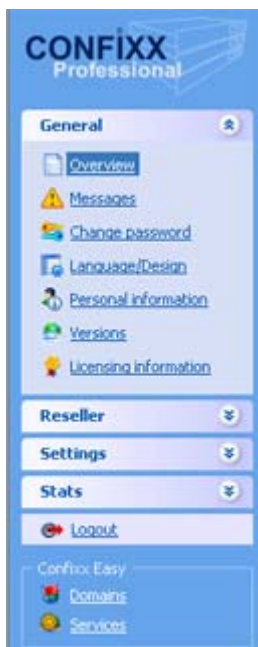 CONFIXX
Professional
General
Overview
Messages
Change password
Language/Design
Personal information
Versions
Licensing information
Reseller
Settings
Stats
Logout
Confixx Easy
Domains
Services